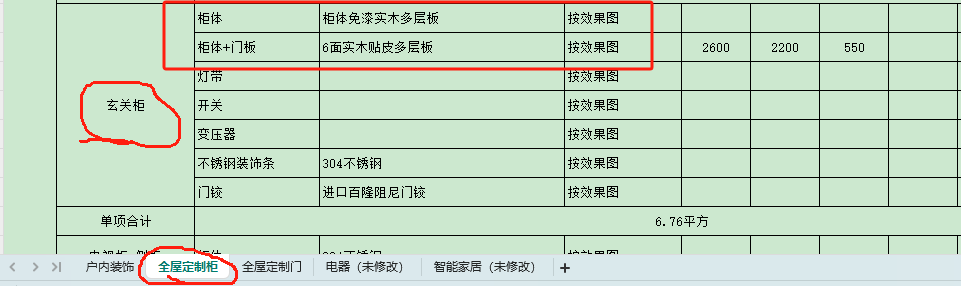 柜体 柜体免漆实木多层板 按效果图
柜体+门板 6面实木贴皮多层板 按效果图 2600 2200 550
灯带 按效果图
玄关柜 开关 按效果图
变压器 按效果图
不锈钢装饰条 304不锈钢 按效果图
门铰 进口百隆阻尼门铰 按效果图
单项合计 6.76平方
户内装饰 全屋定制柜 全屋定制门 电器（未修改） 智能家居（未修改） +